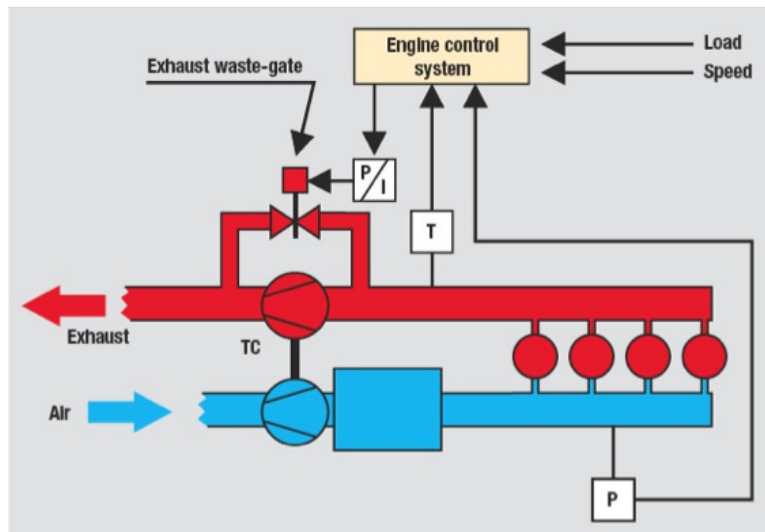 Engine control
system
Load
Speed
Exhaust waste-gate
P/I
T
Exhaust
TC
Air
P